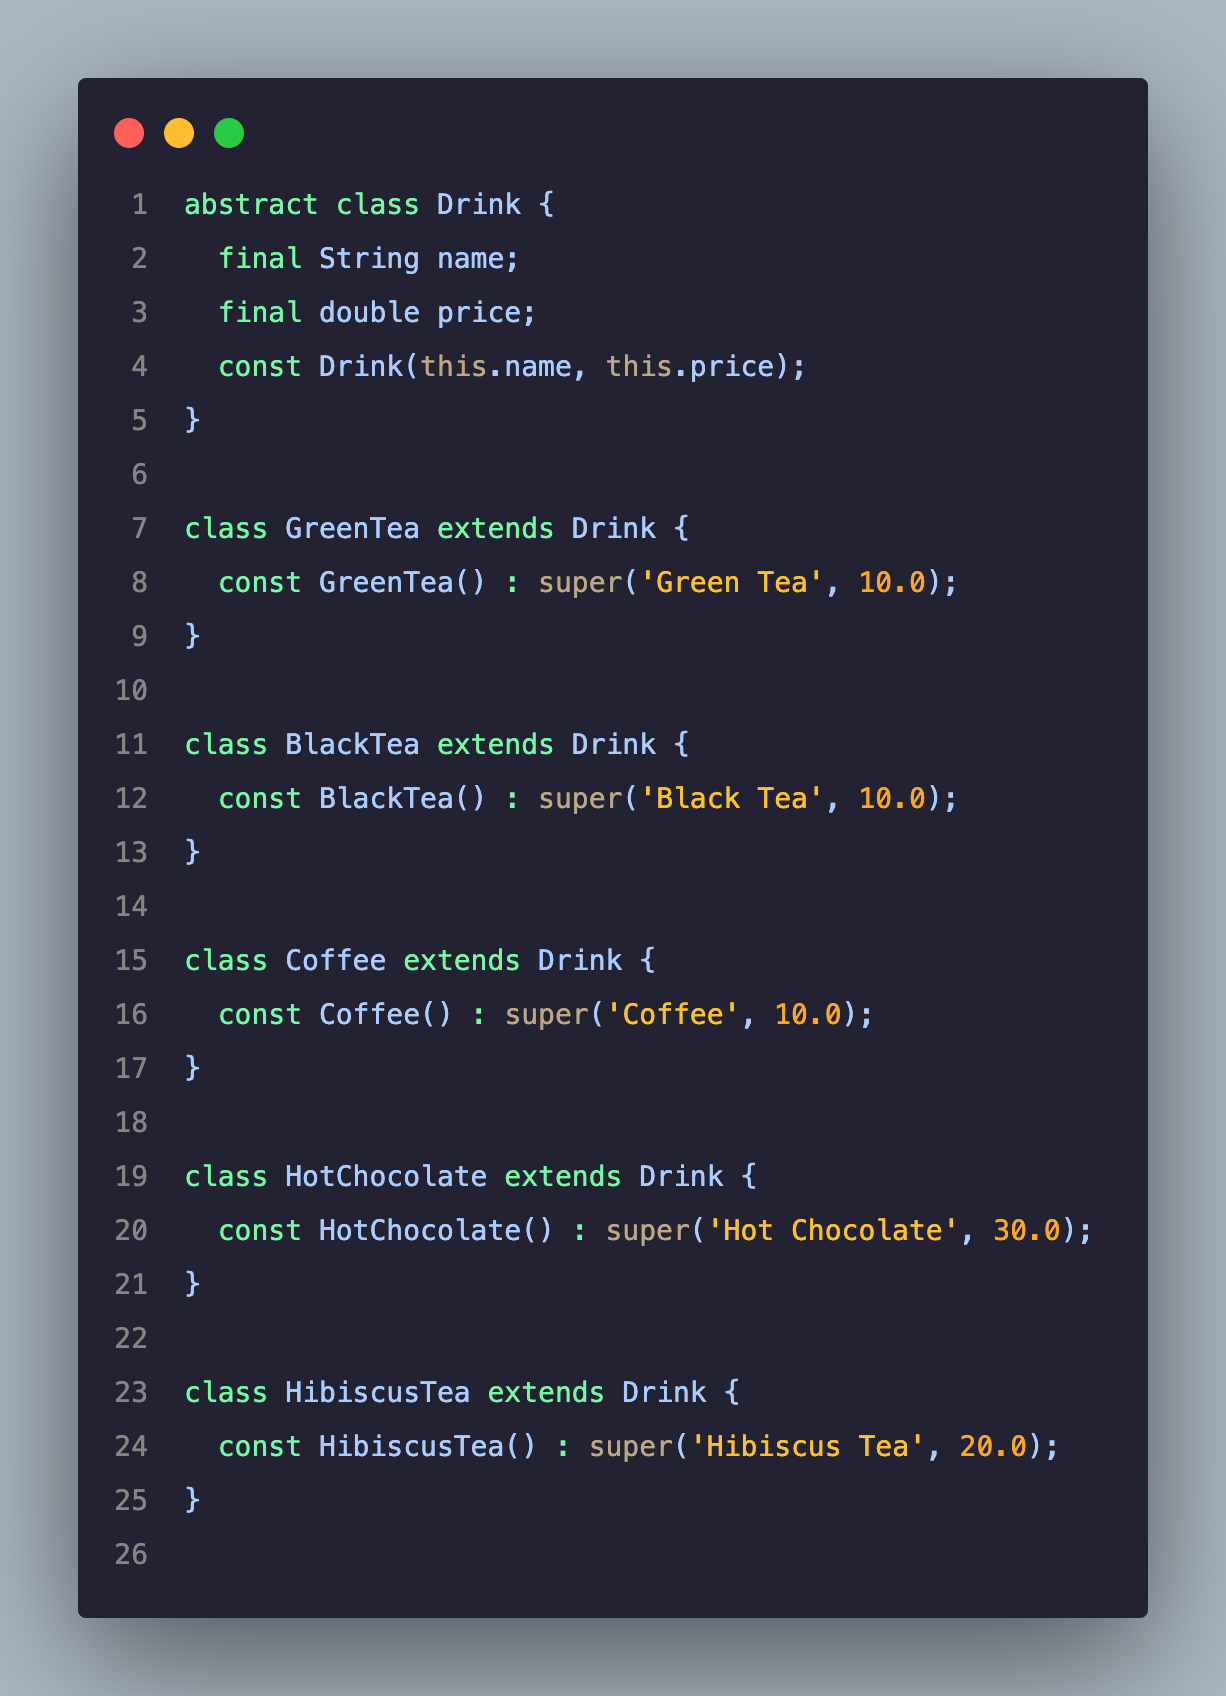 1 abstract class Drink {
2   final String name;
3   final double price;
4   const Drink(this.name, this.price);
5 }
6
7 class GreenTea extends Drink {
8   const GreenTea() : super('Green Tea', 10.0);
9 }
10
11 class BlackTea extends Drink {
12   const BlackTea() : super('Black Tea', 10.0);
13 }
14
15 class Coffee extends Drink {
16   const Coffee() : super('Coffee', 10.0);
17 }
18
19 class HotChocolate extends Drink {
20   const HotChocolate() : super('Hot Chocolate', 30.0);
21 }
22
23 class HibiscusTea extends Drink {
24   const HibiscusTea() : super('Hibiscus Tea', 20.0);
25 }
26